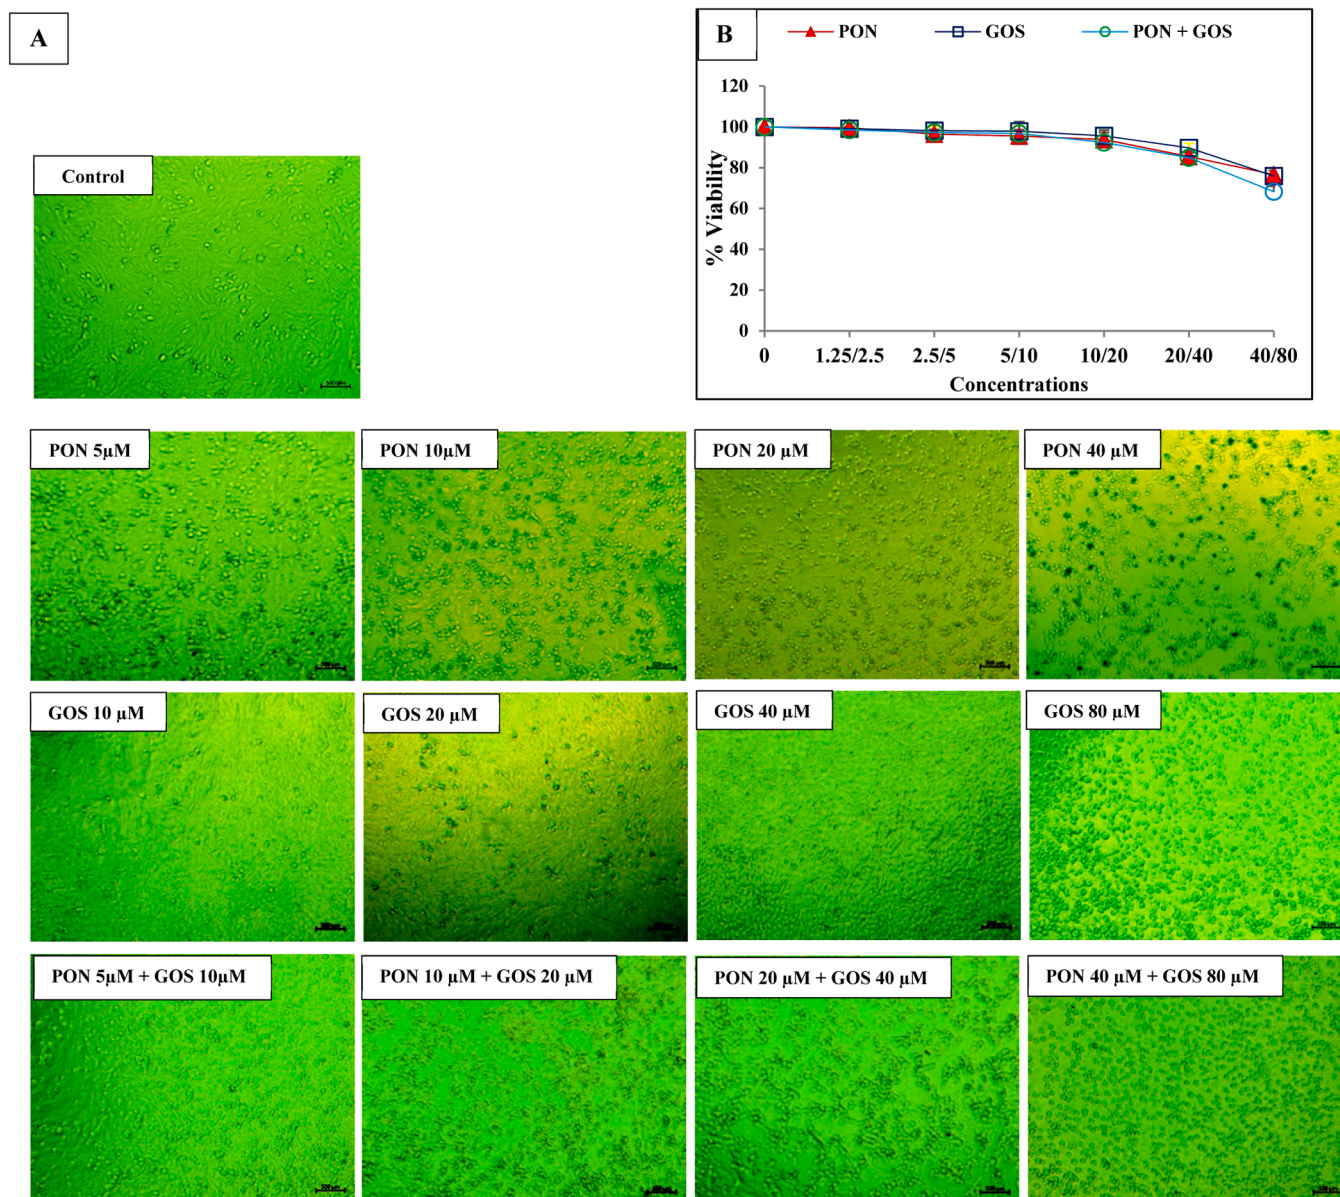 A
Control
B
PON
GOS
PON + GOS
120
100
80
60
40
20
0
% Viability
0
1.25/2.5
2.5/5
5/10
10/20
20/40
40/80
Concentrations
PON 5µM
PON 10µM
PON 20 µM
PON 40 µM
GOS 10 µM
GOS 20 µM
GOS 40 µM
GOS 80 µM
PON 5µM + GOS 10µM
PON 10 µM + GOS 20 µM
PON 20 µM + GOS 40 µM
PON 40 µM + GOS 80 µM